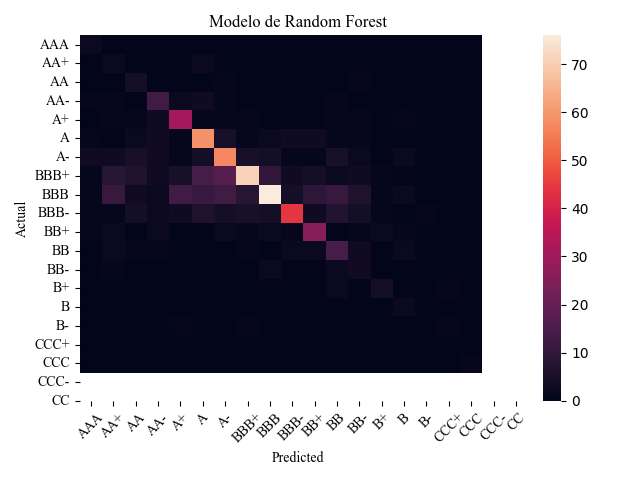 Modelo de Random Forest
Actual
AAA
AA+
AA
AA-
A+
A
A-
BBB+
BBB
BBB-
BB+
BB
BB-
B+
B
B-
CCC+
CCC
CCC-
CC
AAA
AA+
AA
AA-
A+
A
A-
BBB+
BBB
BBB-
BB+
BB
BB-
B+
B
B-
CCC+
CCC
CCC-
CC
Predicted
70
60
50
40
30
20
10
0